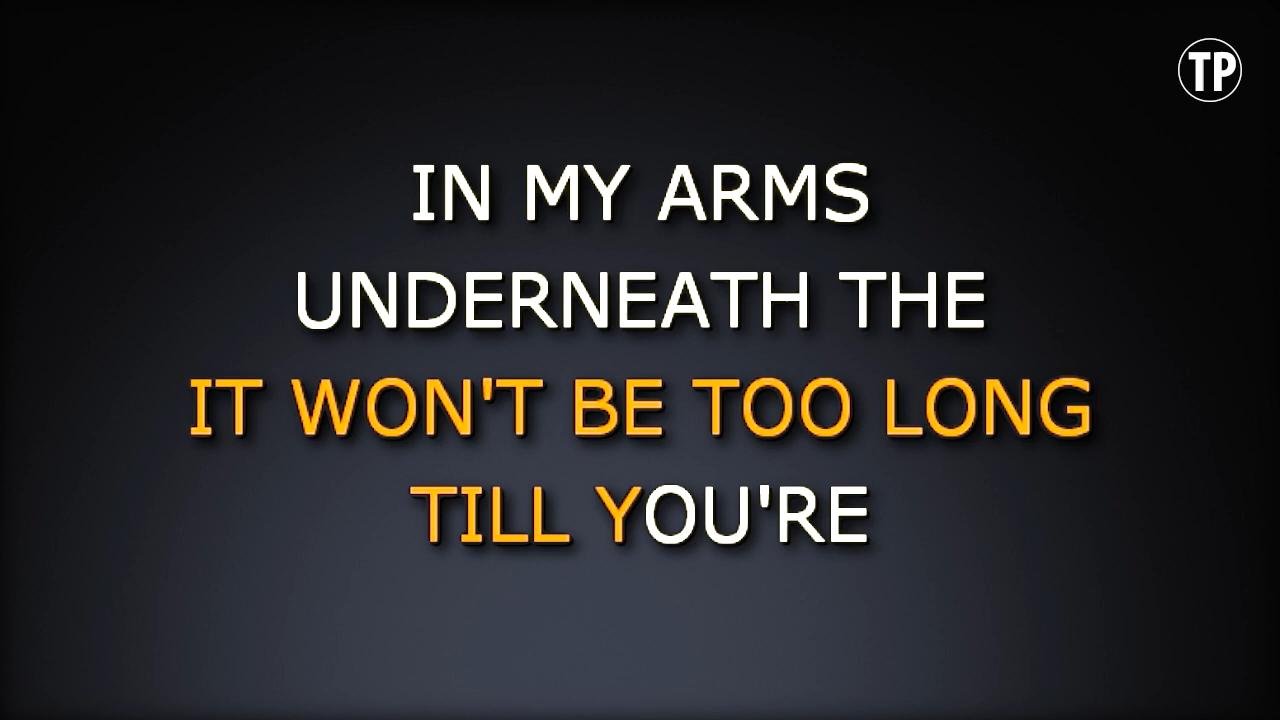 TP
IN MY ARMS
UNDERNEATH THE
IT WON'T BE TOO LONG
TILL YOU'RE